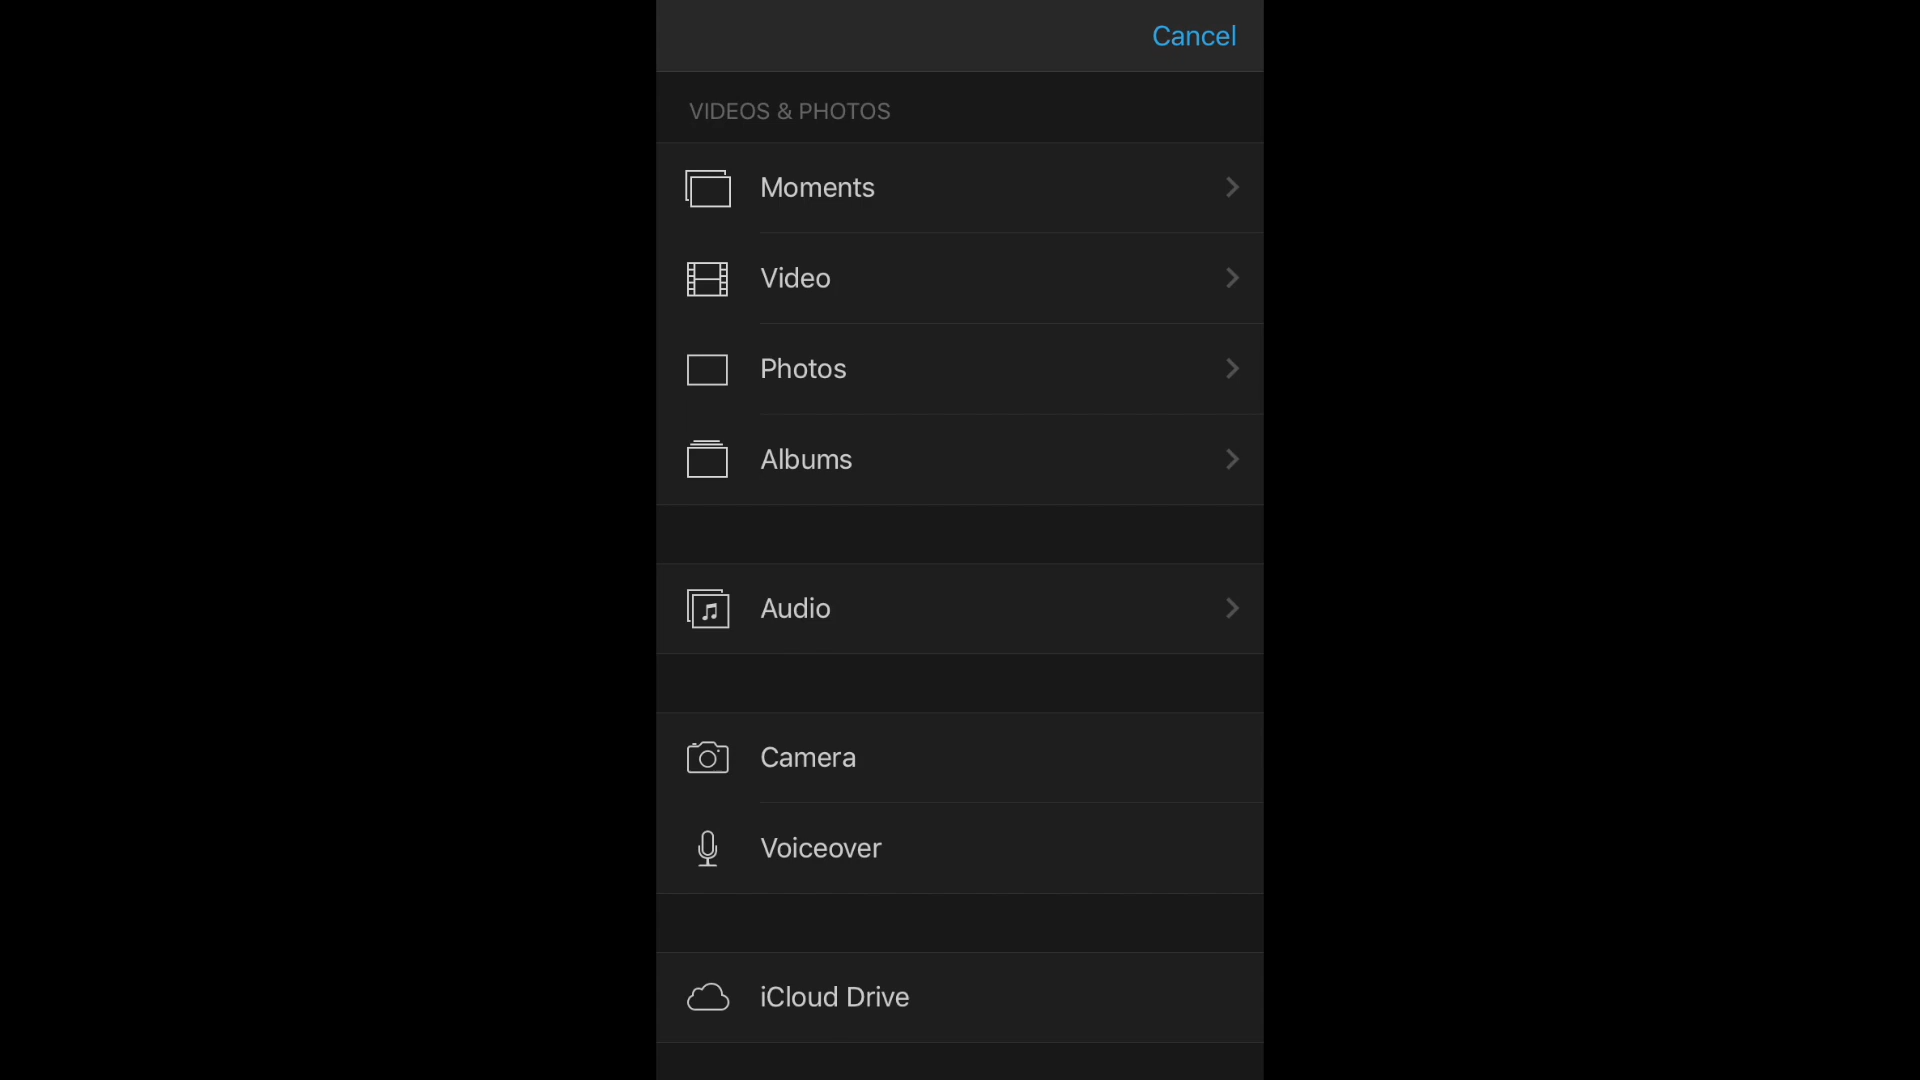 Cancel
VIDEOS & PHOTOS
Moments
Video
Photos
Albums
Audio
Camera
Voiceover
iCloud Drive